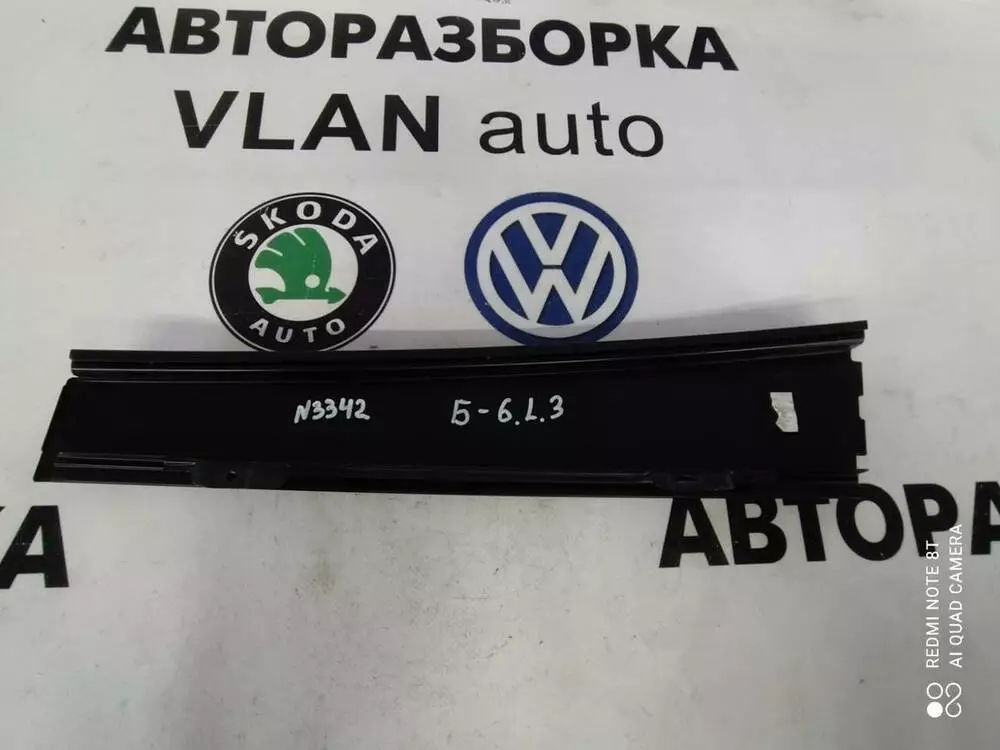 АВТОРАЗБОРКА
VLAN auto
ŠKODA
AUTO
N3342 Б-6.L.3
КА
АВТОРА
REDMI NOTE 8T
AI QUAD CAMERA